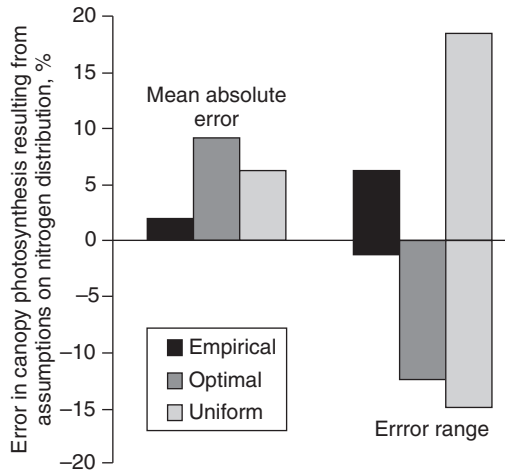 Error in canopy photosynthesis resulting from
assumptions on nitrogen distribution, %
20
15
10
5
0
−5
−10
−15
−20
Mean absolute
error
Empirical
Optimal
Uniform
Errror range